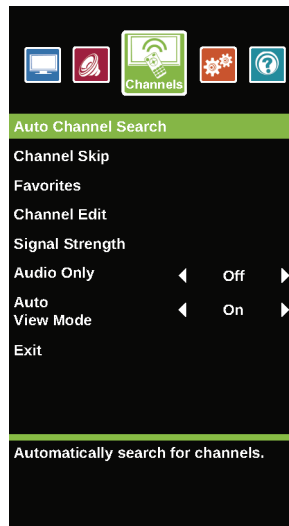 Channels
Auto Channel Search
Channel Skip
Favorites
Channel Edit
Signal Strength
Audio Only Off
Auto
View Mode On
Exit
Automatically search for channels.